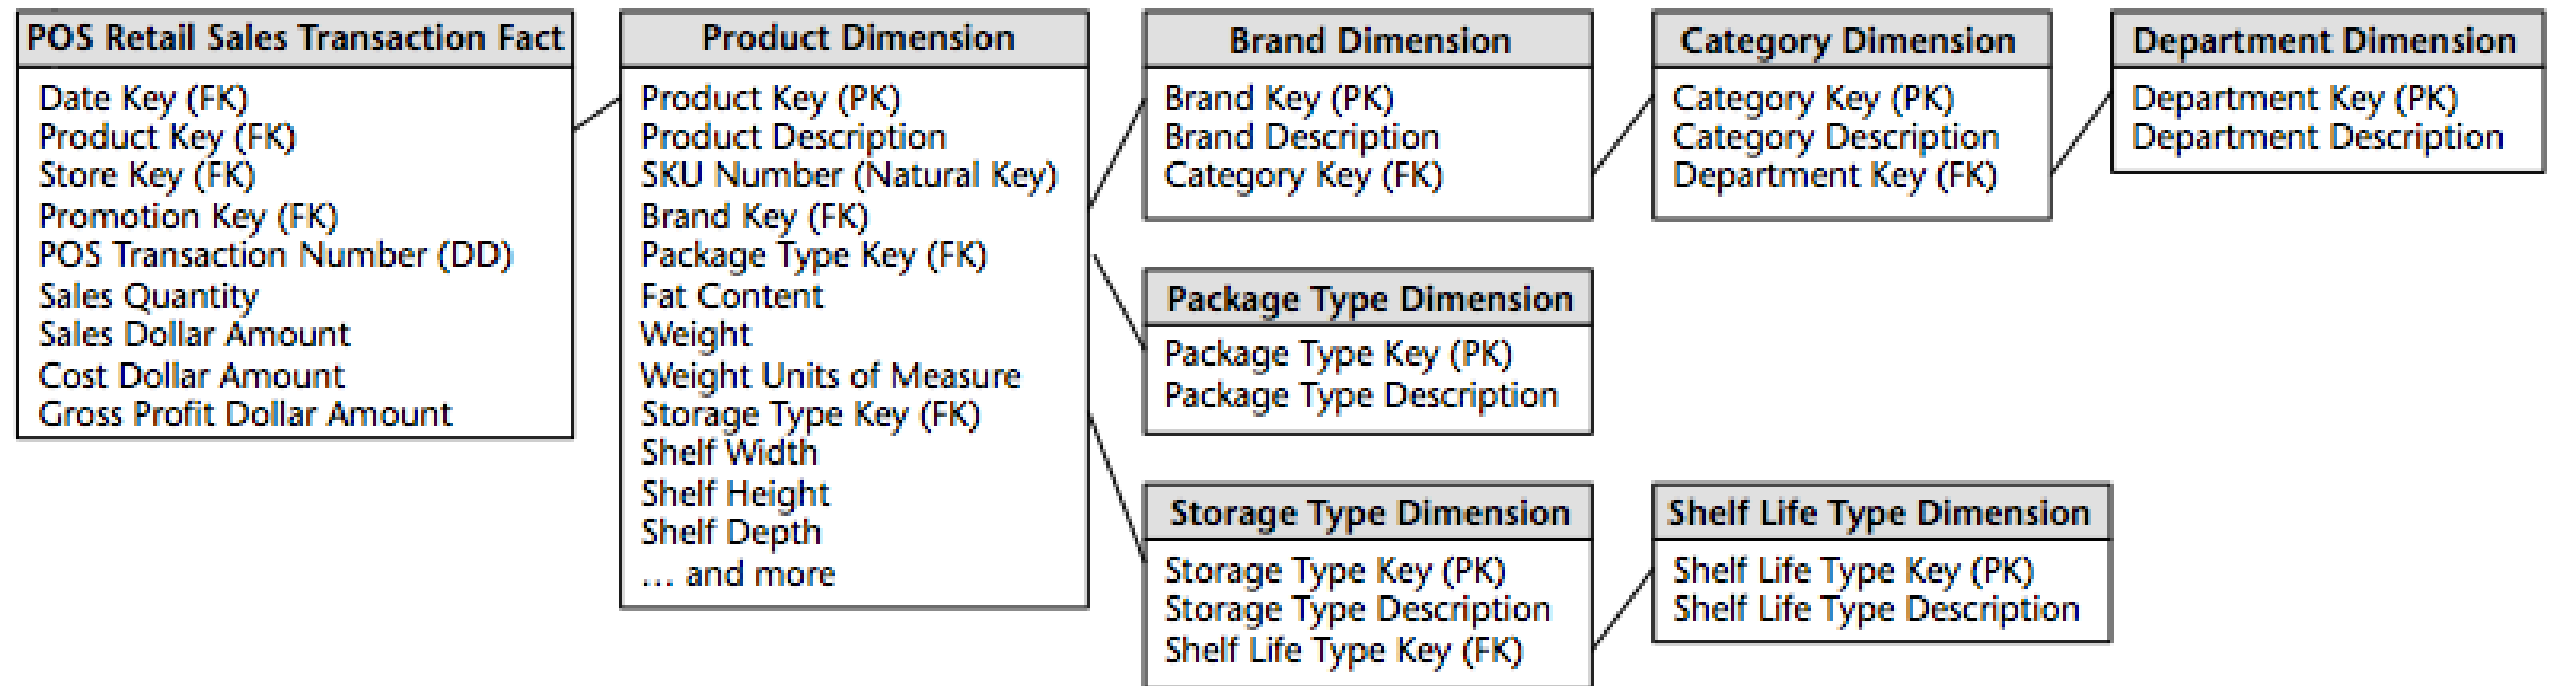 POS Retail Sales Transaction Fact
Date Key (FK)
Product Key (FK)
Store Key (FK)
Promotion Key (FK)
POS Transaction Number (DD)
Sales Quantity
Sales Dollar Amount
Cost Dollar Amount
Gross Profit Dollar Amount
Product Dimension
Product Key (PK)
Product Description
SKU Number (Natural Key)
Brand Key (FK)
Package Type Key (FK)
Fat Content
Weight
Weight Units of Measure
Storage Type Key (FK)
Shelf Width
Shelf Height
Shelf Depth
... and more
Brand Dimension
Brand Key (PK)
Brand Description
Category Key (FK)
Category Dimension
Category Key (PK)
Category Description
Department Key (FK)
Department Dimension
Department Key (PK)
Department Description
Package Type Dimension
Package Type Key (PK)
Package Type Description
Storage Type Dimension
Storage Type Key (PK)
Storage Type Description
Shelf Life Type Key (FK)
Shelf Life Type Dimension
Shelf Life Type Key (PK)
Shelf Life Type Description